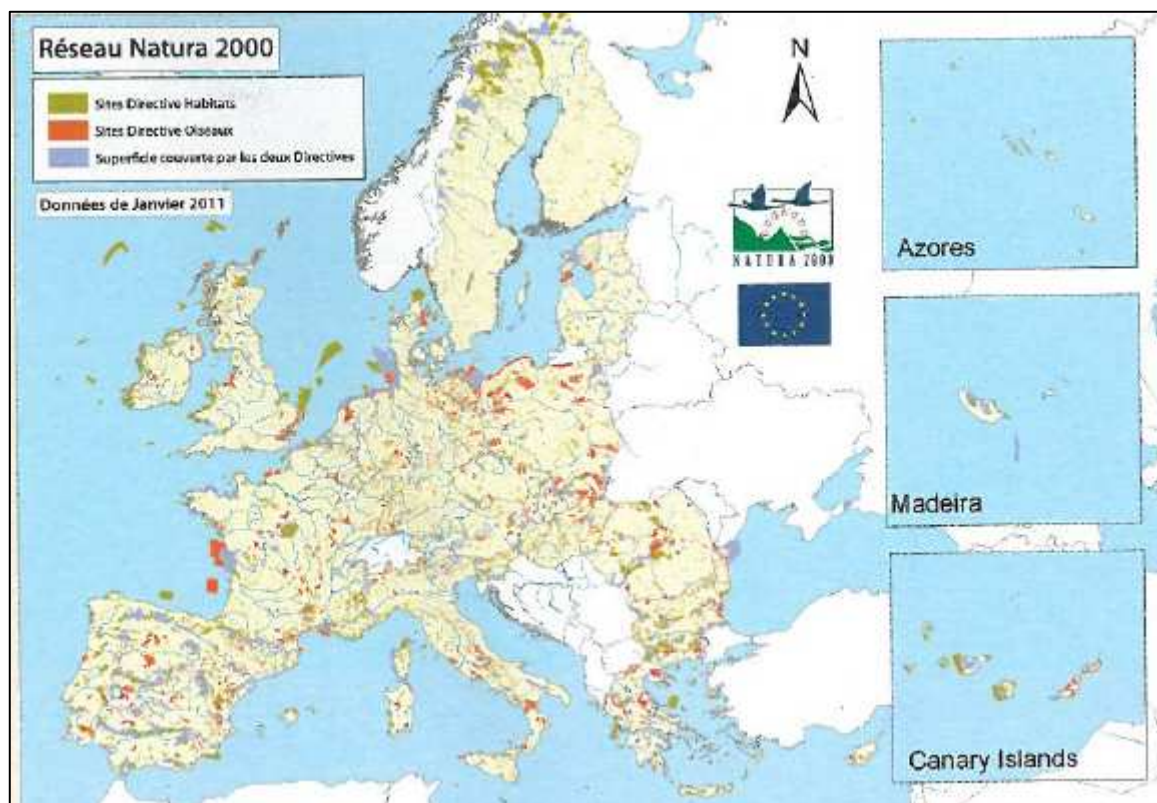 Réseau Natura 2000
Sites Directive Habitats
Sites Directive Oiseaux
Superficie couverte par les deux Directives
Données de Janvier 2011
N
NATURA 2000
Azores
Madeira
Canary Islands